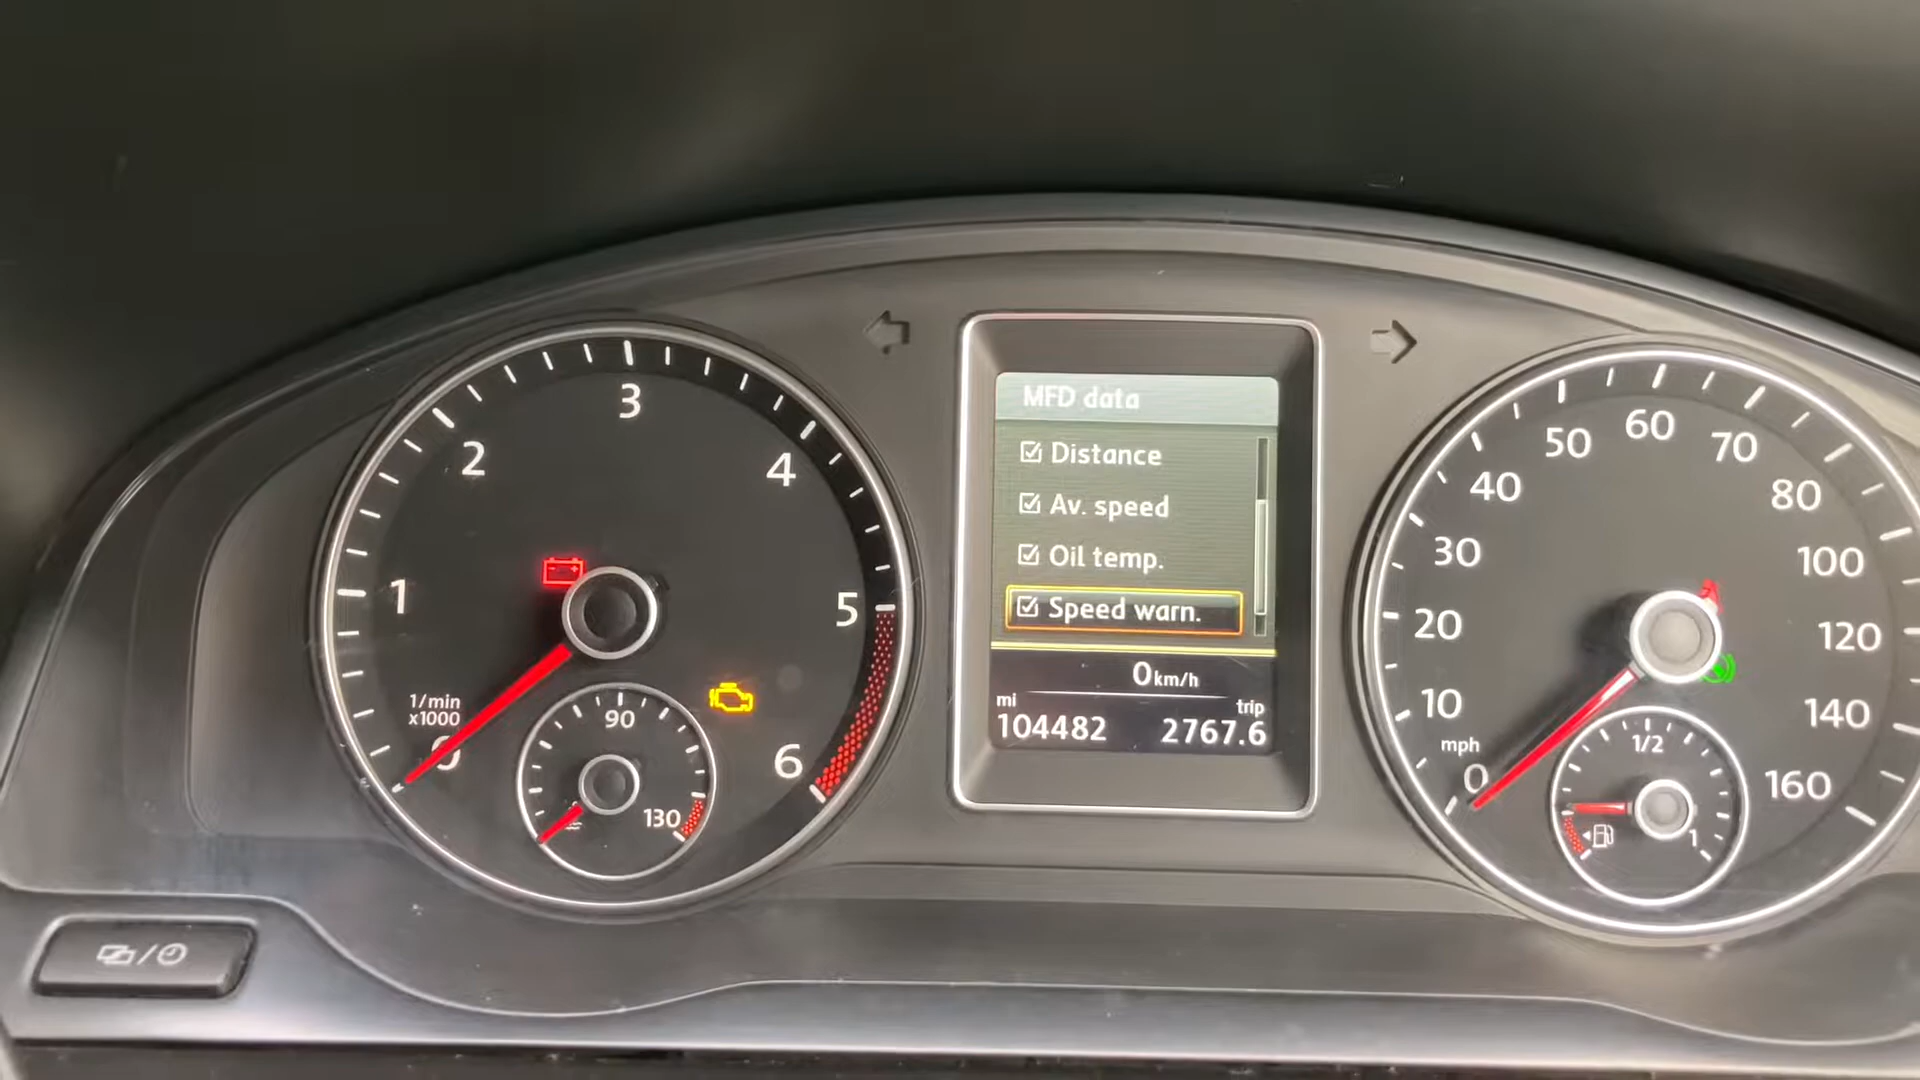 1/min
x1000
0
1
2
3
4
5
6
90
130
MFD data
Distance
Av. speed
Oil temp.
Speed warn.
0 km/h
mi
trip
104482
2767.6
mph
0
10
20
30
40
50
60
70
80
100
120
140
160
1/2
1